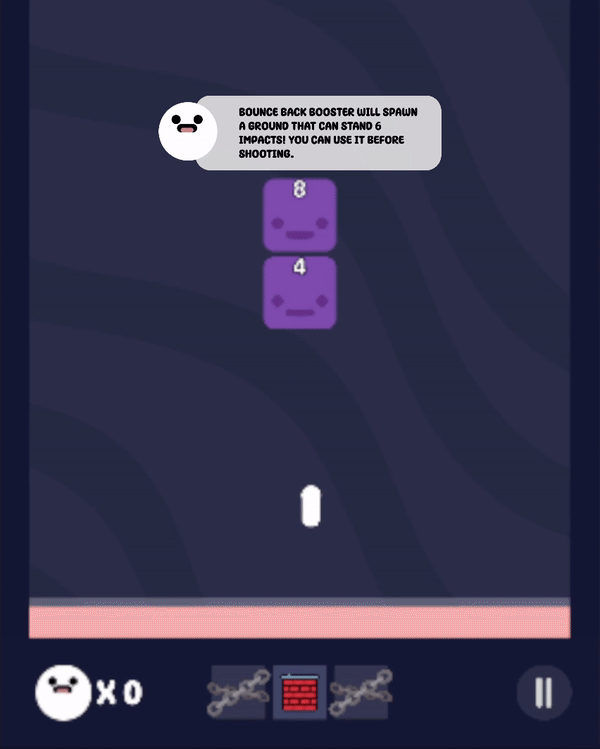 BOUNCE BACK BOOSTER WILL SPAWN
A GROUND THAT CAN STAND 6
IMPACTS! YOU CAN USE IT BEFORE
SHOOTING.
8
4
X 0